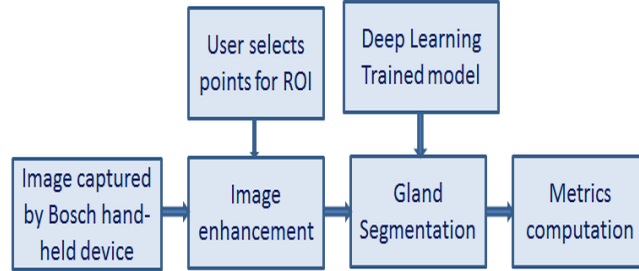 User selects
points for ROI
Deep Learning
Trained model
Image captured
by Bosch hand-
held device
Image
enhancement
Gland
Segmentation
Metrics
computation